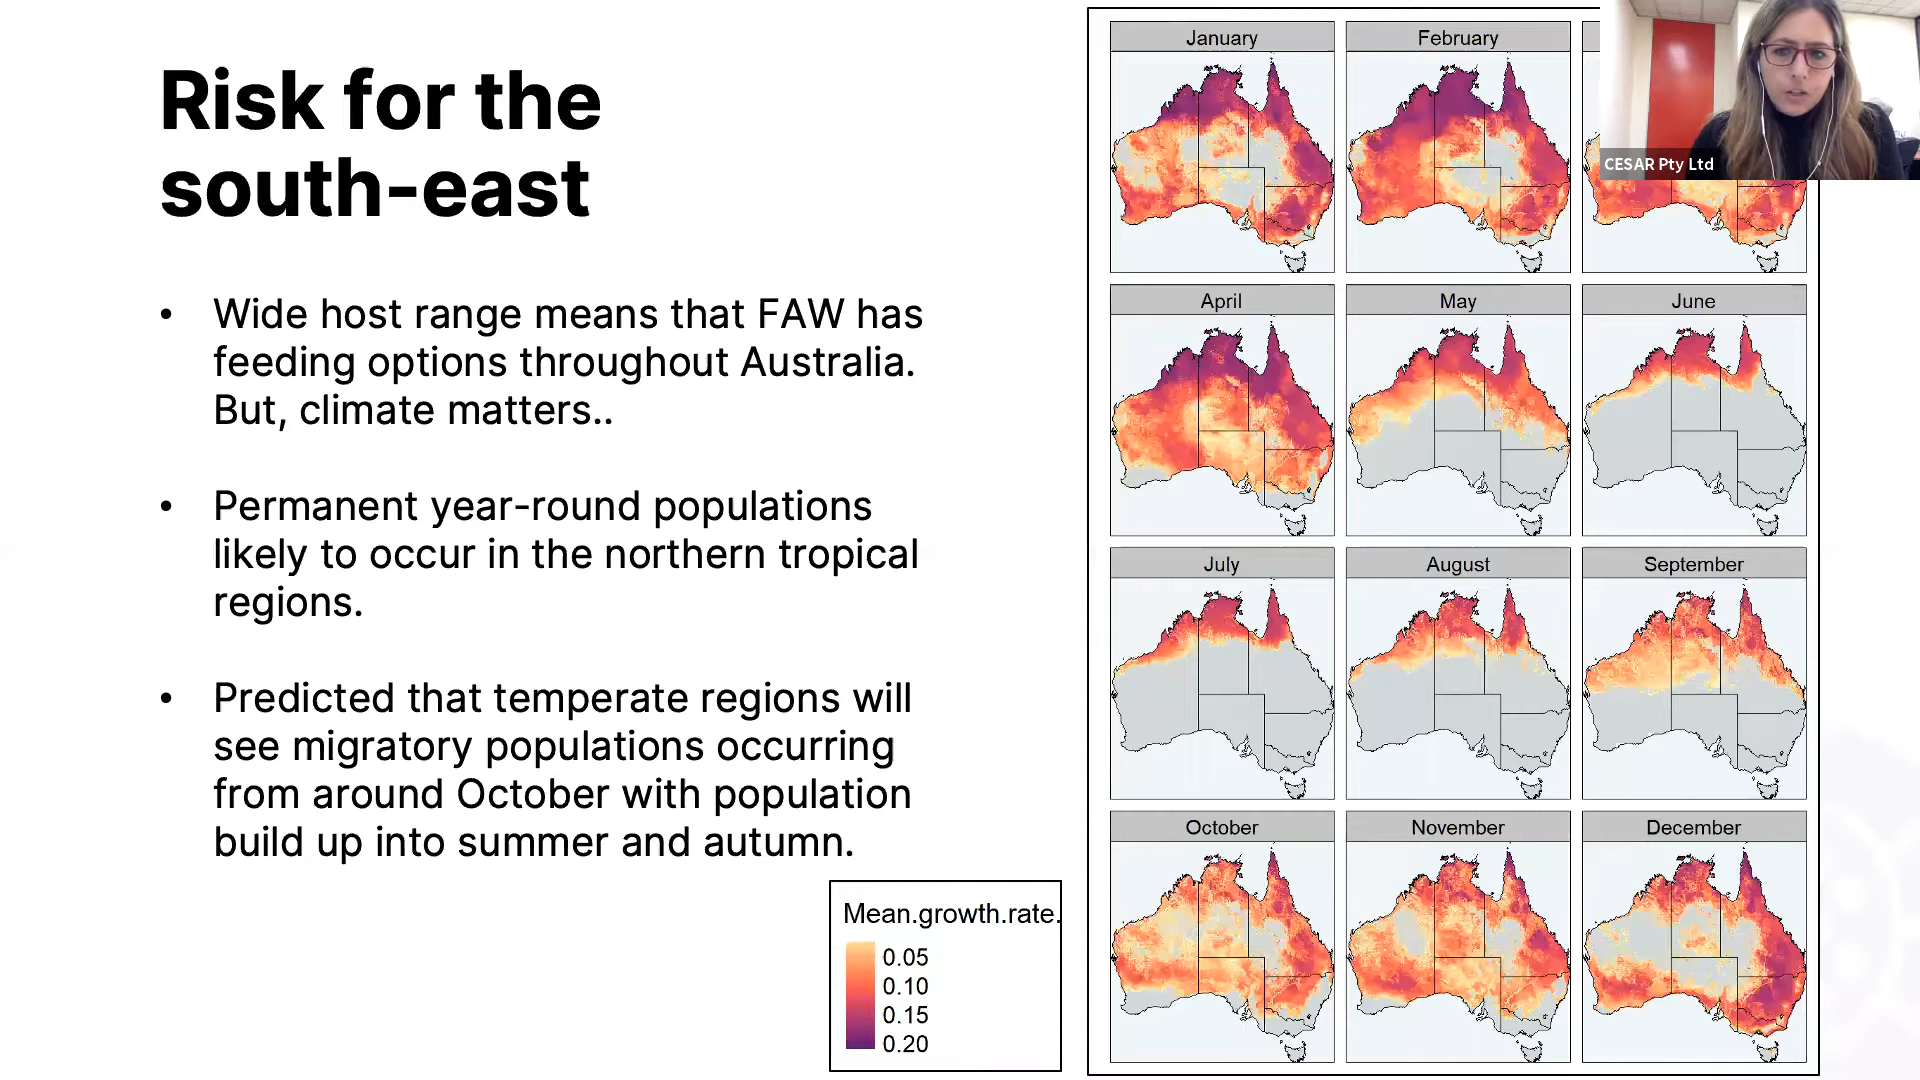 Risk for the
south-east
• Wide host range means that FAW has
feeding options throughout Australia.
But, climate matters..
• Permanent year-round populations
likely to occur in the northern tropical
regions.
• Predicted that temperate regions will
see migratory populations occurring
from around October with population
build up into summer and autumn.
Mean.growth.rate.
0.05
0.10
0.15
0.20
January
February
CESAR Pty Ltd
April
May
June
July
August
September
October
November
December